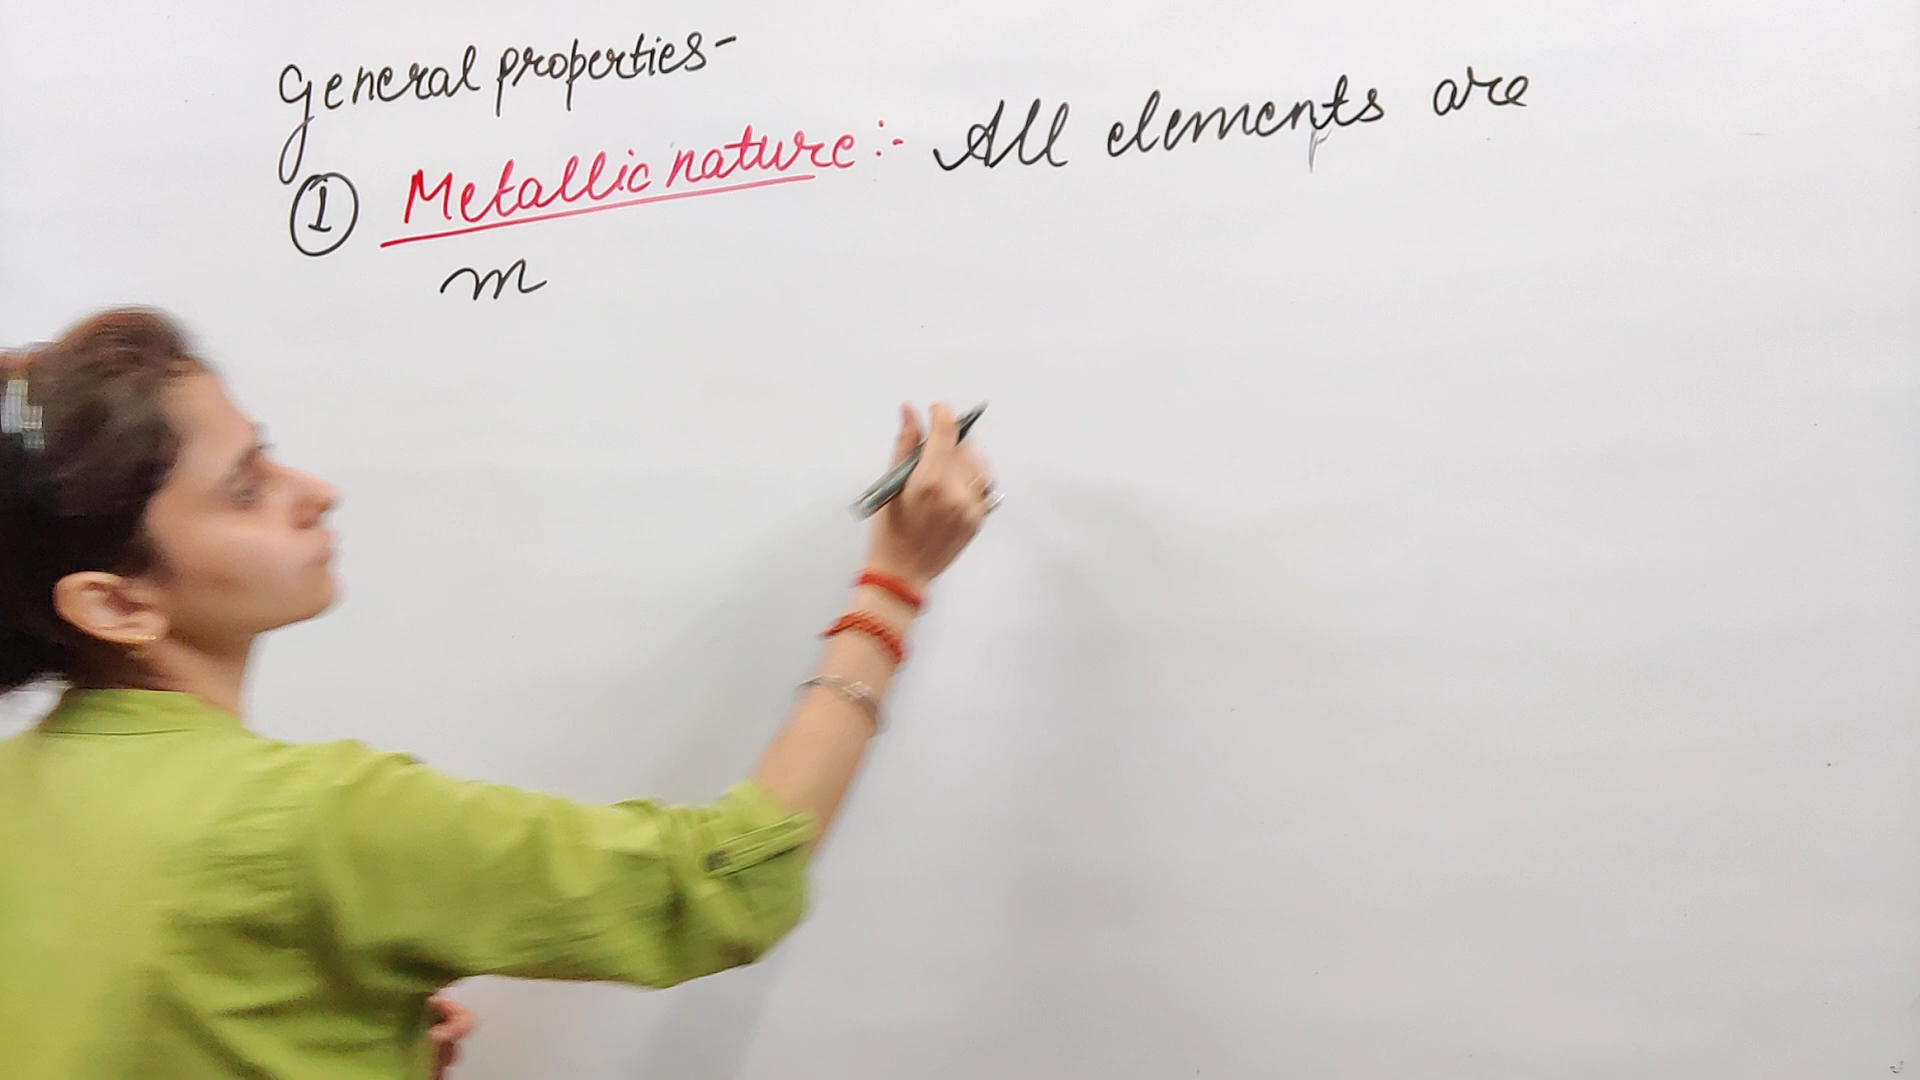 General properties-
① Metallic nature :- All elements are
m